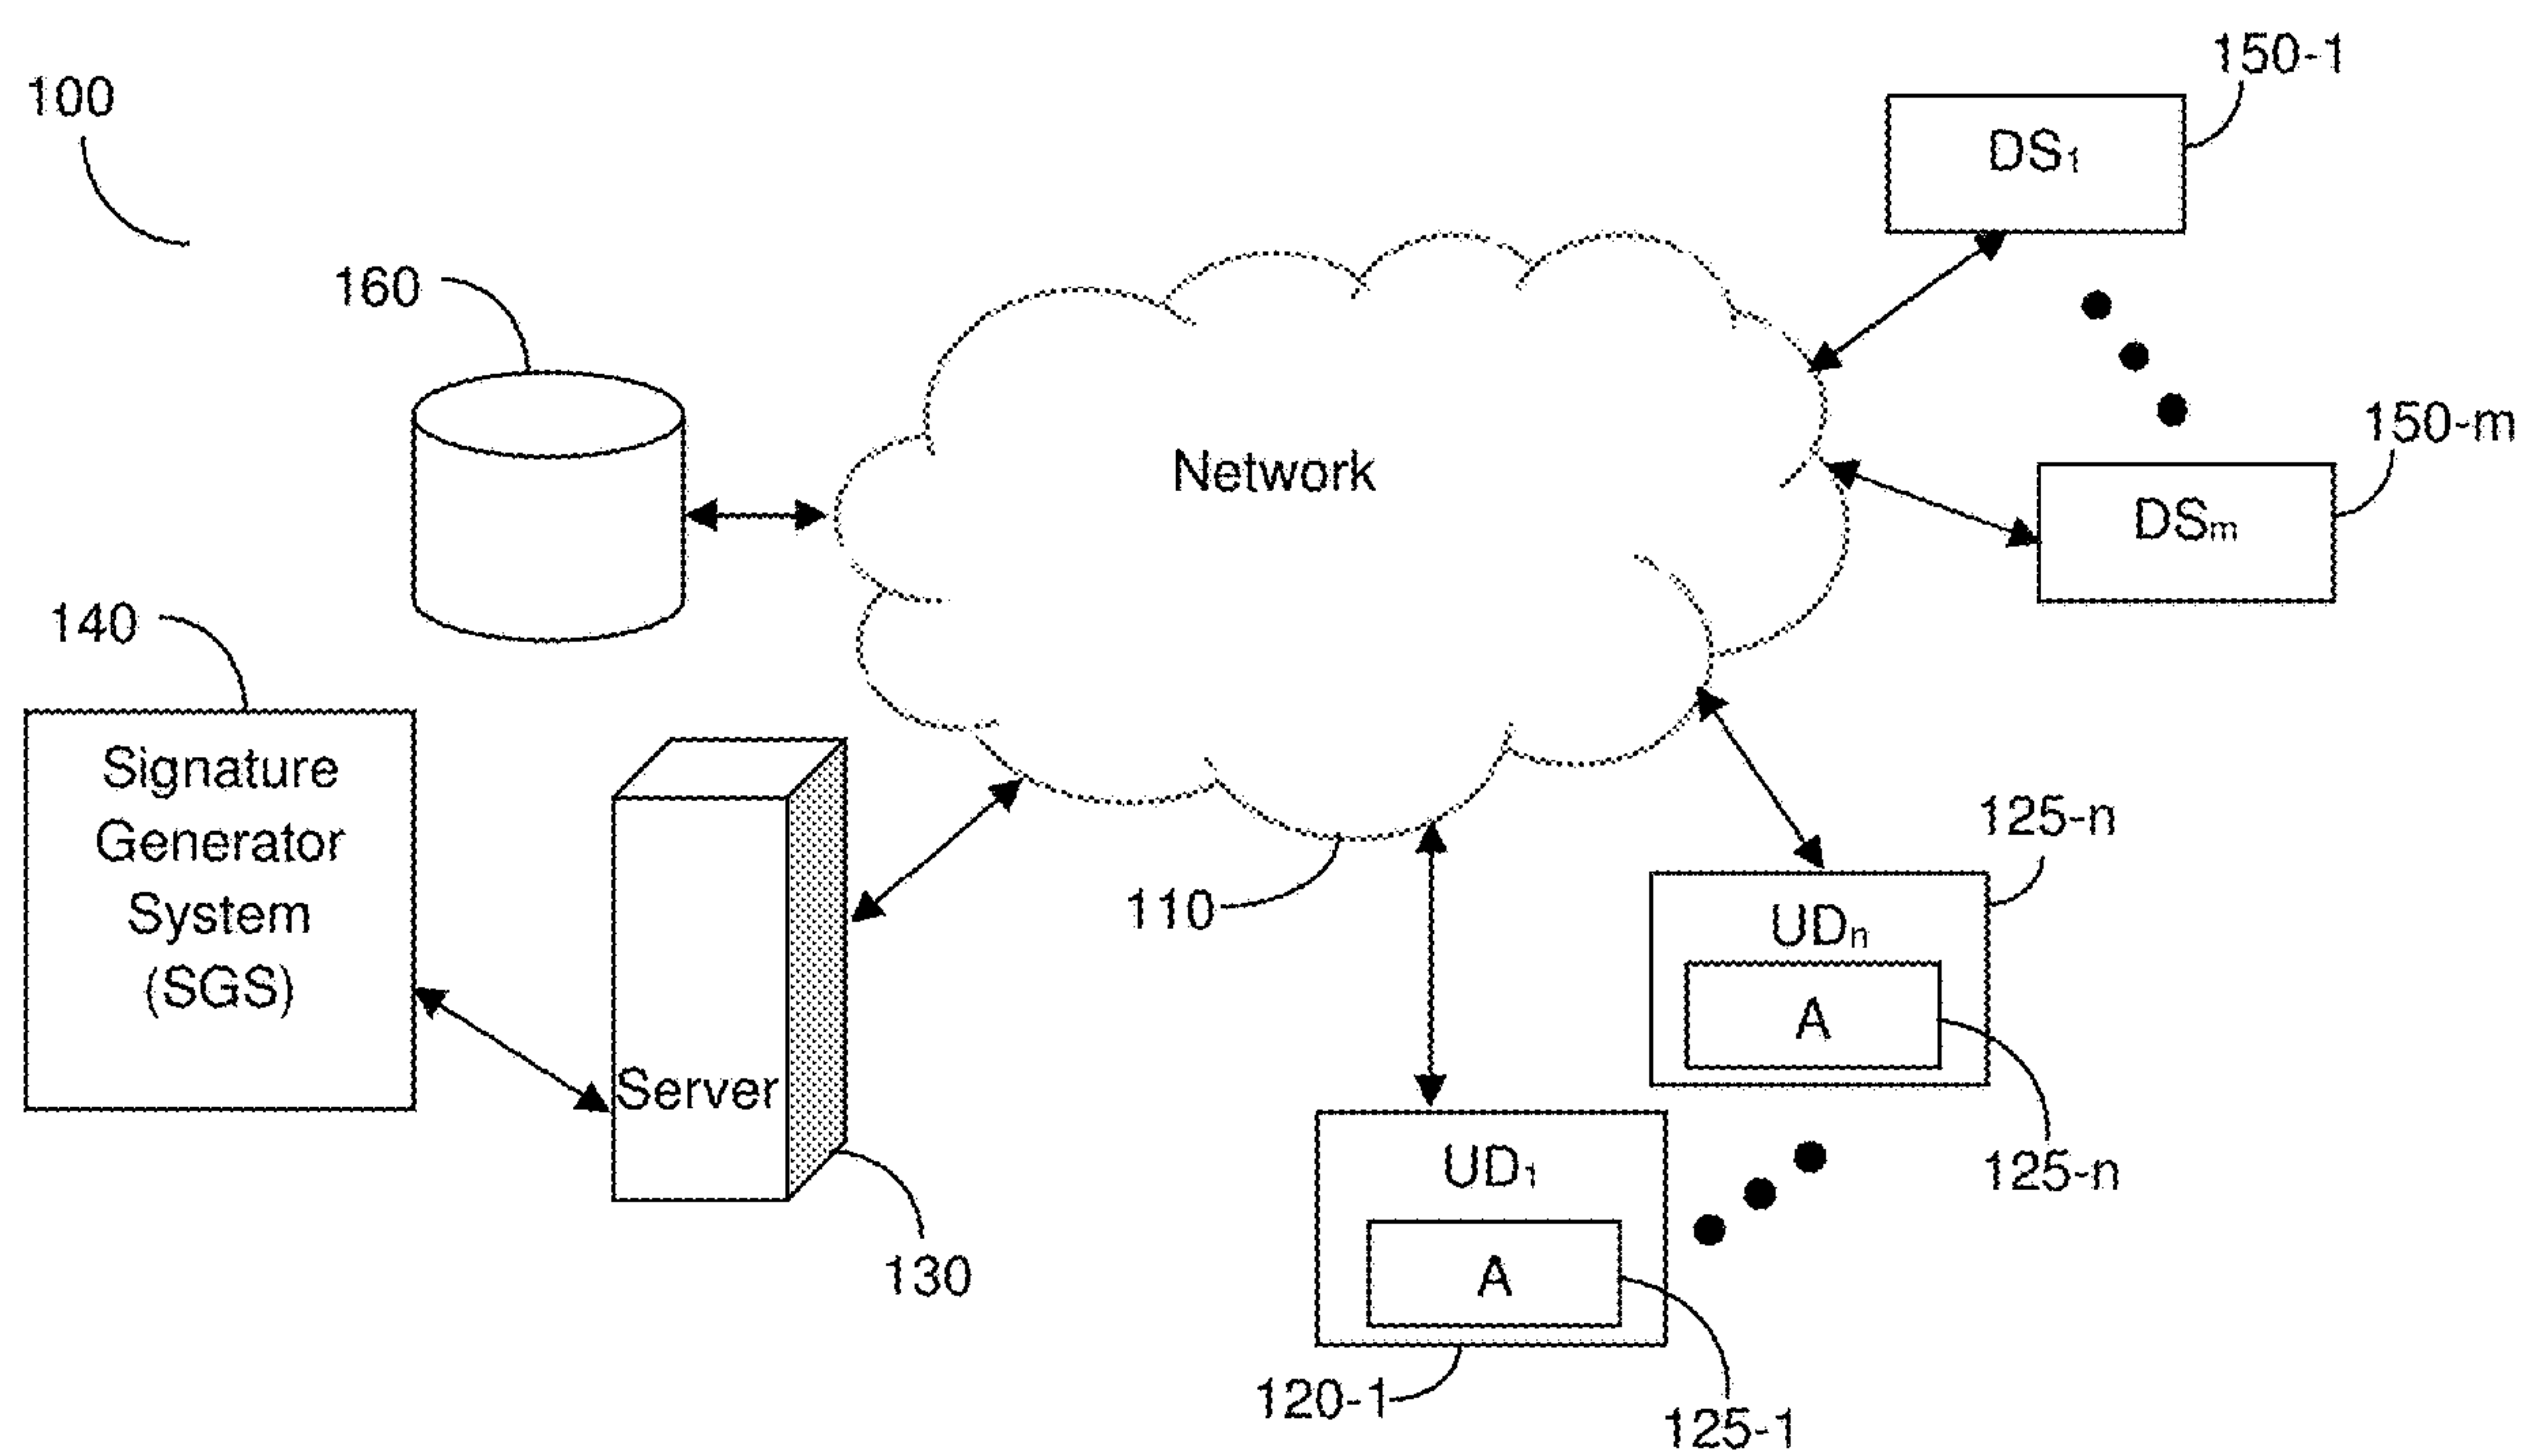 100
150-1
DS₁
160
150-m
Network
DSₘ
140
Signature
Generator
System
(SGS)
125-n
110
UDₙ
A
Server
125-n
UD₁
130
A
120-1
125-1